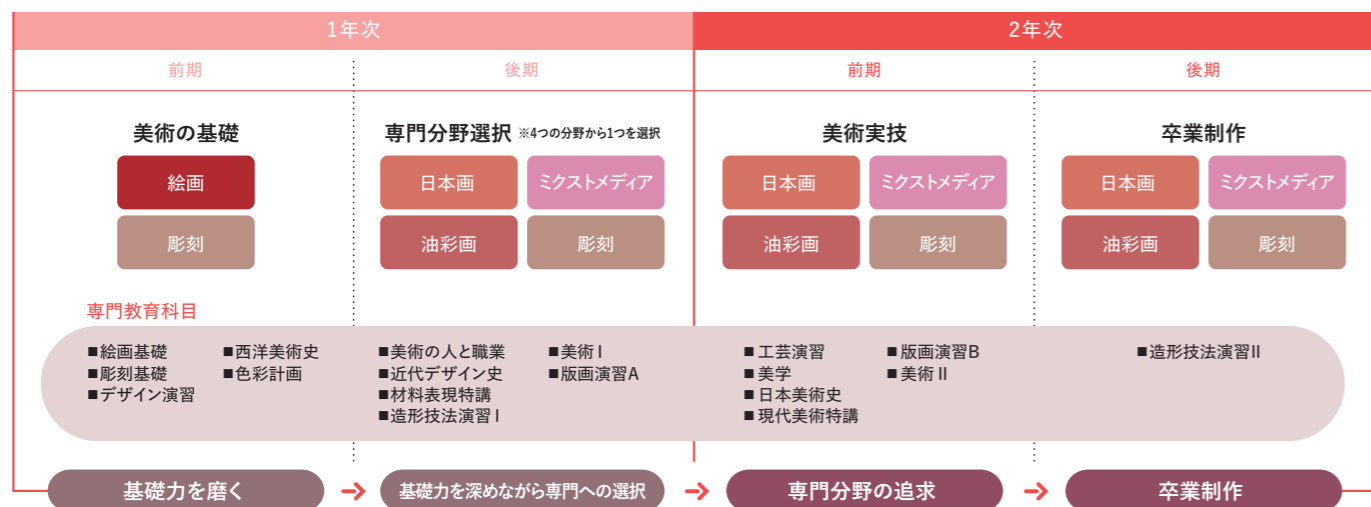 1年次
2年次
前期
後期
前期
後期
美術の基礎
絵画
彫刻
専門分野選択 ※4つの分野から1つを選択
日本画
ミクストメディア
油彩画
彫刻
美術実技
日本画
ミクストメディア
油彩画
彫刻
卒業制作
日本画
ミクストメディア
油彩画
彫刻
専門教育科目
■絵画基礎
■彫刻基礎
■デザイン演習
■西洋美術史
■色彩計画
■美術の人と職業
■近代デザイン史
■材料表現特講
■造形技法演習Ⅰ
■美術Ⅰ
■版画演習A
■工芸演習
■美学
■日本美術史
■現代美術特講
■版画演習B
■美術Ⅱ
■造形技法演習Ⅱ
基礎力を磨く
→
基礎力を深めながら専門への選択
→
専門分野の追求
→
卒業制作